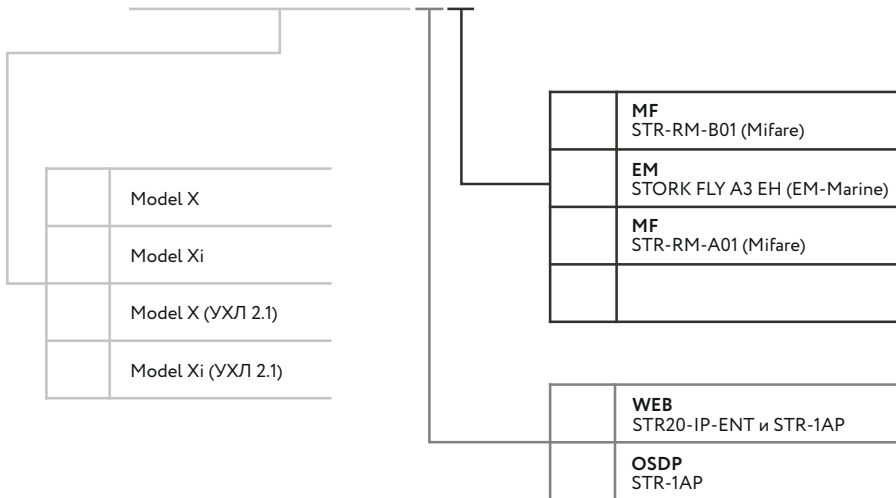 Model X
Model Xi
Model X (УХЛ 2.1)
Model Xi (УХЛ 2.1)
MF
STR-RM-B01 (Mifare)
EM
STORK FLY A3 EH (EM-Marine)
MF
STR-RM-A01 (Mifare)
WEB
STR20-IP-ENT и STR-1AP
OSDP
STR-1AP